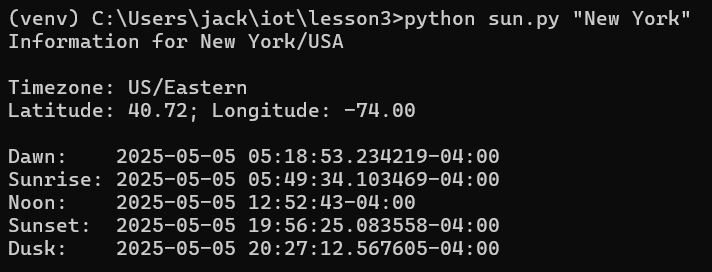 (venv) C:\Users\jack\iot\lesson3>python sun.py "New York"
Information for New York/USA
Timezone: US/Eastern
Latitude: 40.72; Longitude: -74.00
Dawn:    2025-05-05 05:18:53.234219-04:00
Sunrise: 2025-05-05 05:49:34.103469-04:00
Noon:    2025-05-05 12:52:43-04:00
Sunset:  2025-05-05 19:56:25.083558-04:00
Dusk:    2025-05-05 20:27:12.567605-04:00